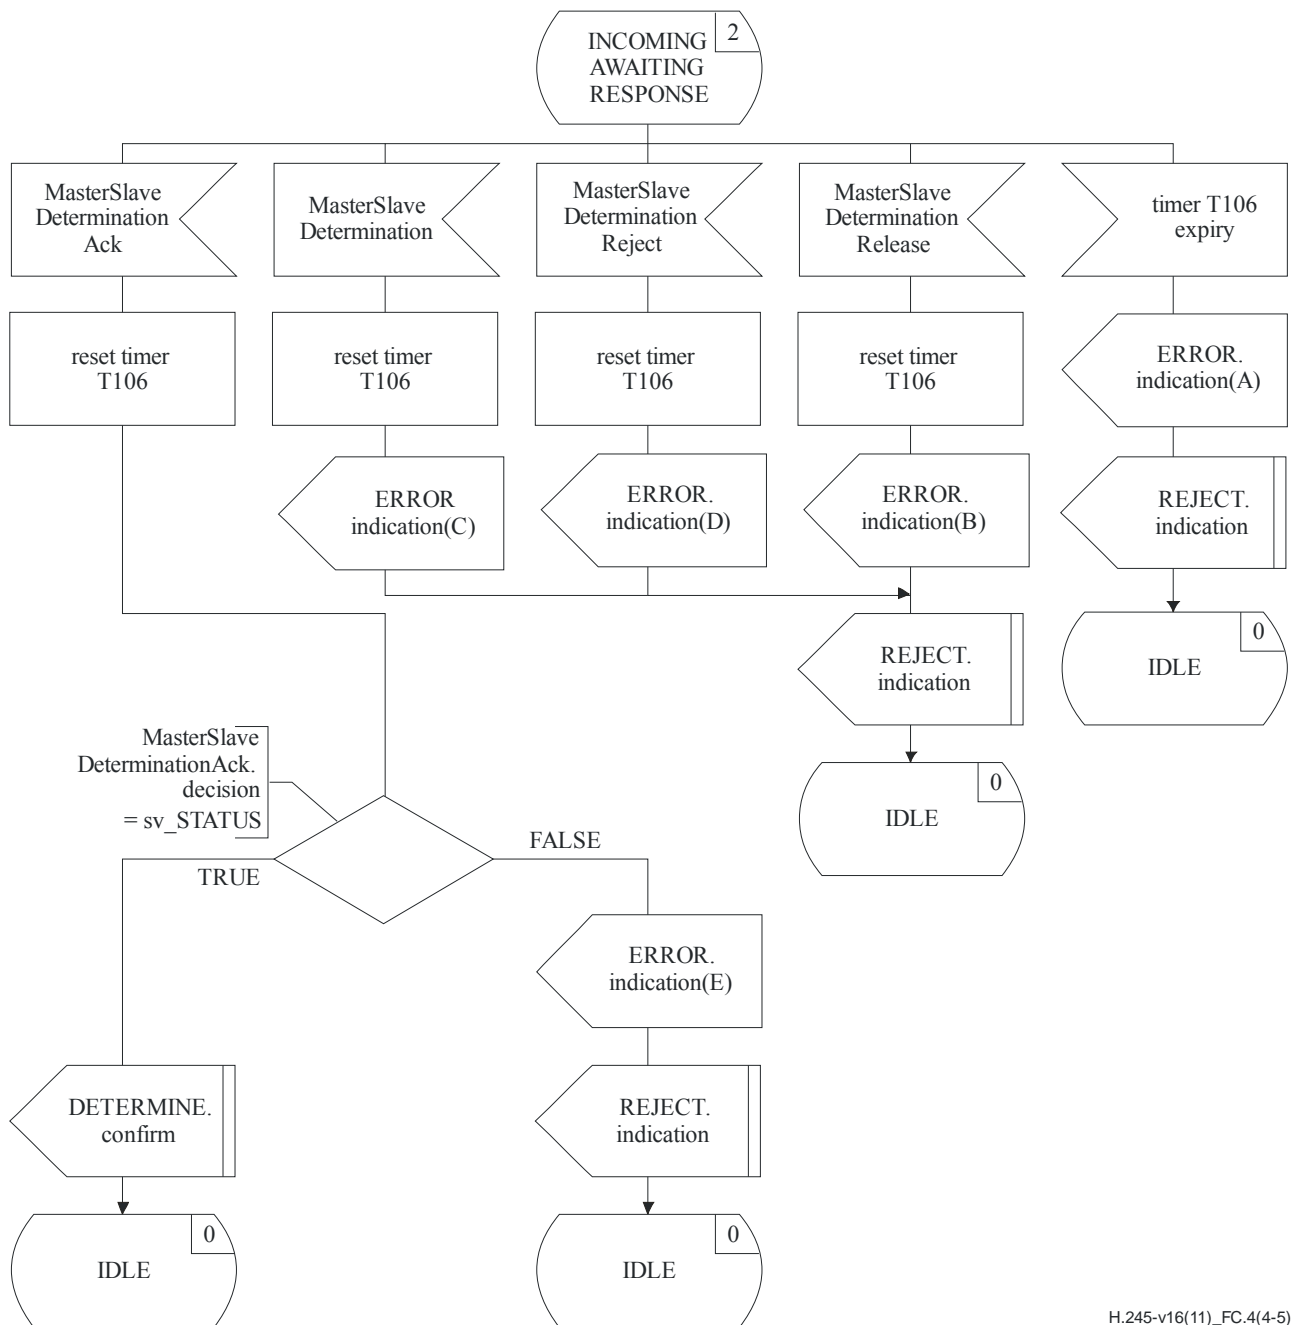 INCOMING
AWAITING
RESPONSE
2
MasterSlave
Determination
Ack
MasterSlave
Determination
MasterSlave
Determination
Reject
MasterSlave
Determination
Release
timer T106
expiry
reset timer
T106
reset timer
T106
reset timer
T106
reset timer
T106
ERROR.
indication(A)
ERROR
indication(C)
ERROR.
indication(D)
ERROR.
indication(B)
REJECT.
indication
REJECT.
indication
0
IDLE
MasterSlave
DeterminationAck.
decision
= sv_STATUS
0
IDLE
TRUE
FALSE
ERROR.
indication(E)
DETERMINE.
confirm
REJECT.
indication
0
IDLE
0
IDLE
H.245-v16(11)_FC.4(4-5)